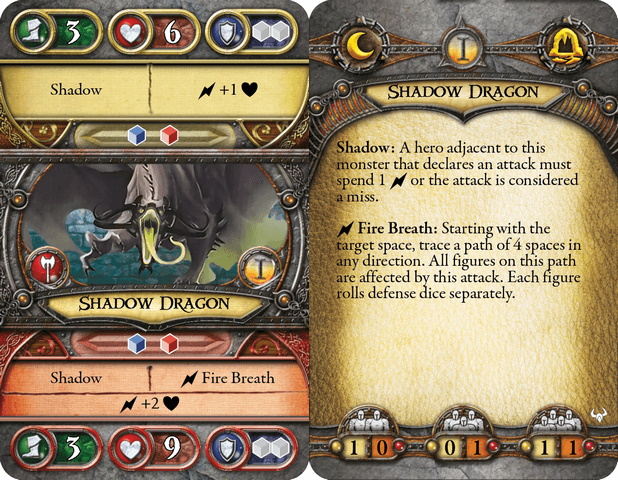 3 6
Shadow +1
I
SHADOW DRAGON
Shadow Fire Breath
+2
3 9
I
SHADOW DRAGON
Shadow: A hero adjacent to this
monster that declares an attack must
spend 1 or the attack is considered
a miss.
Fire Breath: Starting with the
target space, trace a path of 4 spaces in
any direction. All figures on this path
are affected by this attack. Each figure
rolls defense dice separately.
1 0 0 1 1 1